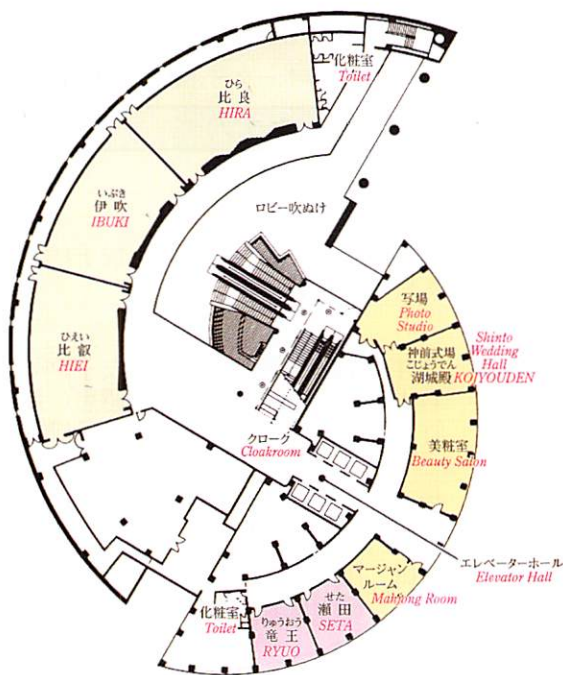 化粧室
Toilet
ひら
比良
HIRA
いぶき
伊吹
IBUKI
ロビー吹ぬけ
ひえい
比叡
HIEI
写場
Photo
Studio
神前式場
こじょうでん
湖城殿
Shinto
Wedding
Hall
KOJYOUDEN
美粧室
Beauty Salon
クローク
Cloakroom
エレベーターホール
Elevator Hall
マージャン
ルーム
Mahjong Room
せた
瀬田
SETA
りゅうおう
竜王
RYUO
化粧室
Toilet